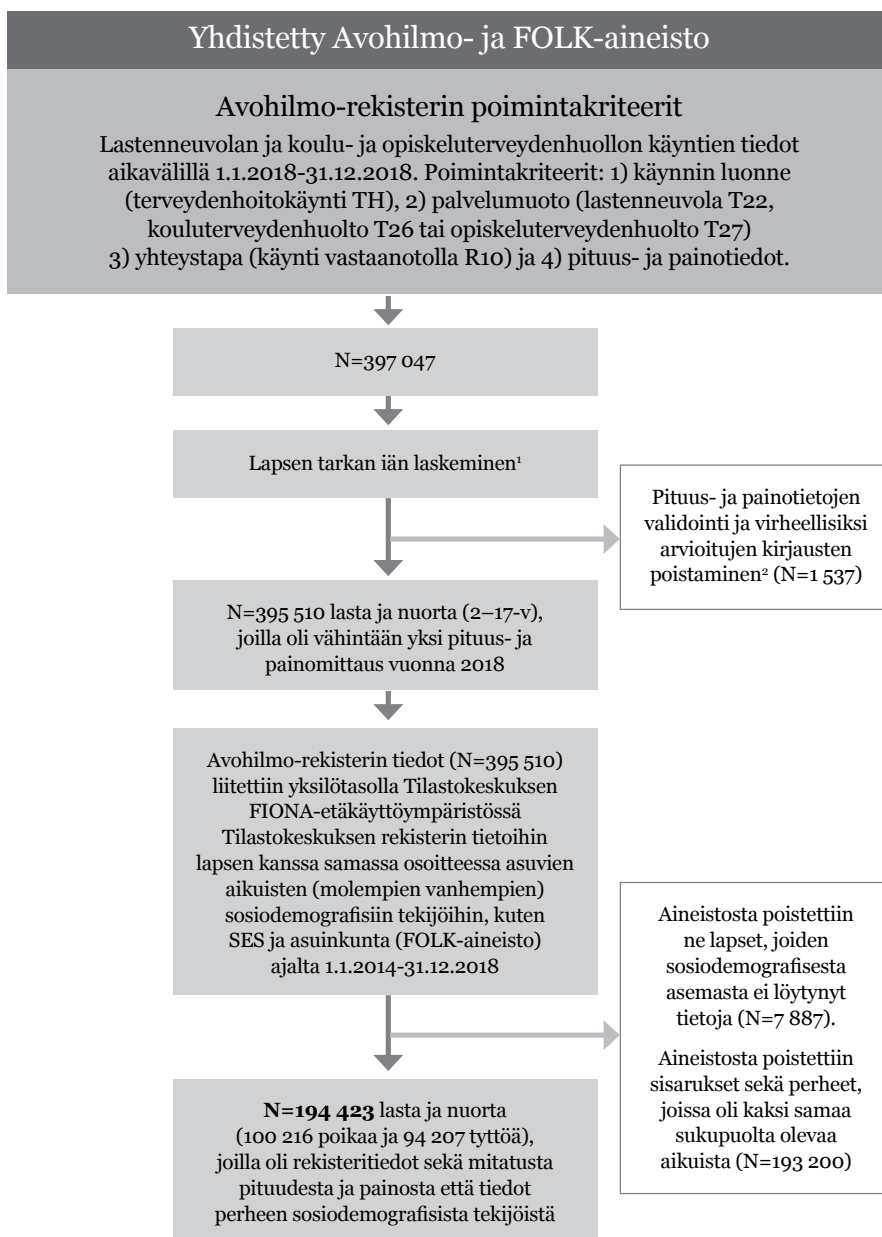 Yhdistetty Avohilmo- ja FOLK-aineisto
Avohilmo-rekisterin poimintakriteerit
Lastenneuvolan ja koulu- ja opiskeluterveydenhuollon käyntien tiedot
aikavälillä 1.1.2018-31.12.2018. Poimintakriteerit: 1) käynnin luonne
(terveydenhoitokäynti TH), 2) palvelumuoto (lastenneuvola T22,
kouluterveydenhuolto T26 tai opiskeluterveydenhuolto T27)
3) yhteystapa (käynti vastaanotolla R10) ja 4) pituus- ja painotiedot.
N=397 047
Lapsen tarkan iän laskeminen¹
Pituus- ja painotietojen
validointi ja virheellisiksi
arvioitujen kirjausten
poistaminen² (N=1 537)
N=395 510 lasta ja nuorta (2–17-v),
joilla oli vähintään yksi pituus- ja
painomittaus vuonna 2018
Avohilmo-rekisterin tiedot (N=395 510)
liitettiin yksilötasolla Tilastokeskuksen
FIONA-etäkäyttöympäristössä
Tilastokeskuksen rekisterin tietoihin
lapsen kanssa samassa osoitteessa asuvien
aikuisten (molempien vanhempien)
sosiodemografisiin tekijöihin, kuten
SES ja asuinkunta (FOLK-aineisto)
ajalta 1.1.2014-31.12.2018
Aineistosta poistettiin
ne lapset, joiden
sosiodemografisesta
asemasta ei löytynyt
tietoja (N=7 887).
Aineistosta poistettiin
sisarukset sekä perheet,
joissa oli kaksi samaa
sukupuolta olevaa
aikuista (N=193 200)
N=194 423 lasta ja nuorta
(100 216 poikaa ja 94 207 tyttöä),
joilla oli rekisteritiedot sekä mitatusta
pituudesta ja painosta että tiedot
perheen sosiodemografisista tekijöistä